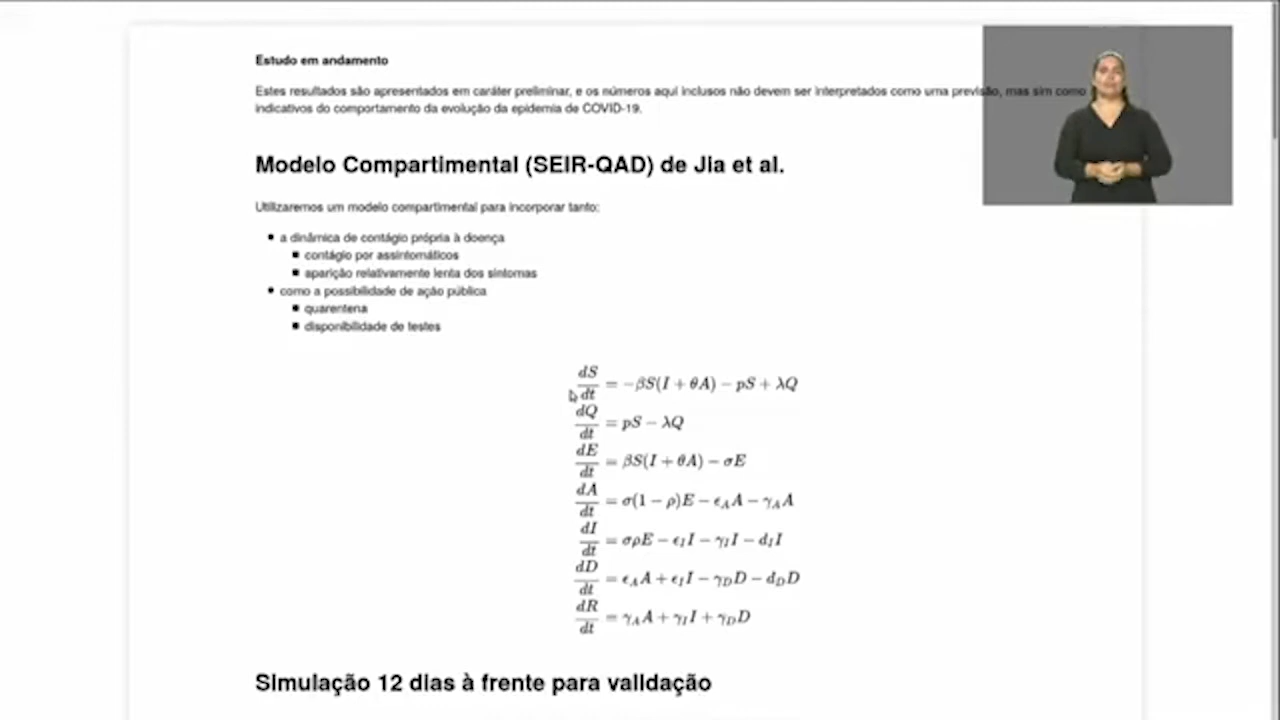 Estudo em andamento
Estes resultados são apresentados em caráter preliminar, e os números aqui inclusos não devem ser interpretados como uma previsão, mas sim como
indicativos do comportamento da evolução da epidemia de COVID-19.
Modelo Compartimental (SEIR-QAD) de Jia et al.
Utilizaremos um modelo compartimental para incorporar tanto:
• a dinâmica de contágio própria à doença
▪ contágio por assintomáticos
▪ aparição relativamente lenta dos sintomas
• como a possibilidade de ação pública
▪ quarentena
▪ disponibilidade de testes
dS/dt = −βS(I + θA) − pS + λQ
dQ/dt = pS − λQ
dE/dt = βS(I + θA) − σE
dA/dt = σ(1 − ρ)E − ϵ_A A − γ_A A
dI/dt = σρE − ϵ_I I − γ_I I − d_I I
dD/dt = ϵ_A A + ϵ_I I − γ_D D − d_D D
dR/dt = γ_A A + γ_I I + γ_D D
Simulação 12 dias à frente para validação